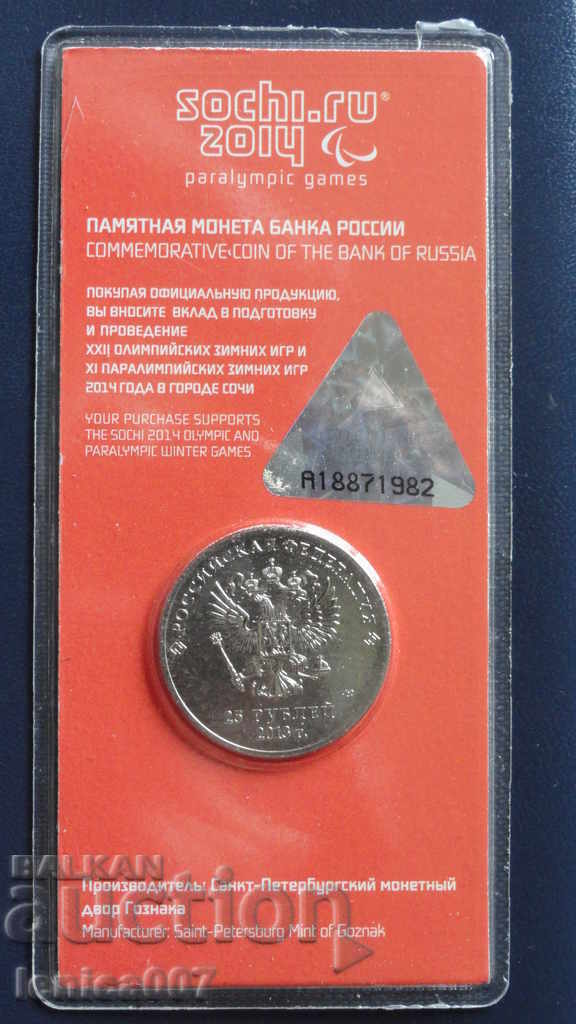 sochi.ru®
2014
paralympic games
ПАМЯТНАЯ МОНЕТА БАНКА РОССИИ
COMMEMORATIVE COIN OF THE BANK OF RUSSIA
ПОКУПАЯ ОФИЦИАЛЬНУЮ ПРОДУКЦИЮ,
ВЫ ВНОСИТЕ ВКЛАД В ПОДГОТОВКУ
И ПРОВЕДЕНИЕ
XXII ОЛИМПИЙСКИХ ЗИМНИХ ИГР И
XI ПАРАЛИМПИЙСКИХ ЗИМНИХ ИГР
2014 ГОДА В ГОРОДЕ СОЧИ
YOUR PURCHASE SUPPORTS
THE SOCHI 2014 OLYMPIC AND
PARALYMPIC WINTER GAMES
A18871982
РОССИЙСКАЯ ФЕДЕРАЦИЯ
25 РУБЛЕЙ
2013 г.
Производитель: Санкт-Петербургский монетный
двор Гознака
Manufacturer: Saint-Petersburg Mint of Goznak
BALKAN
auction
lenica007